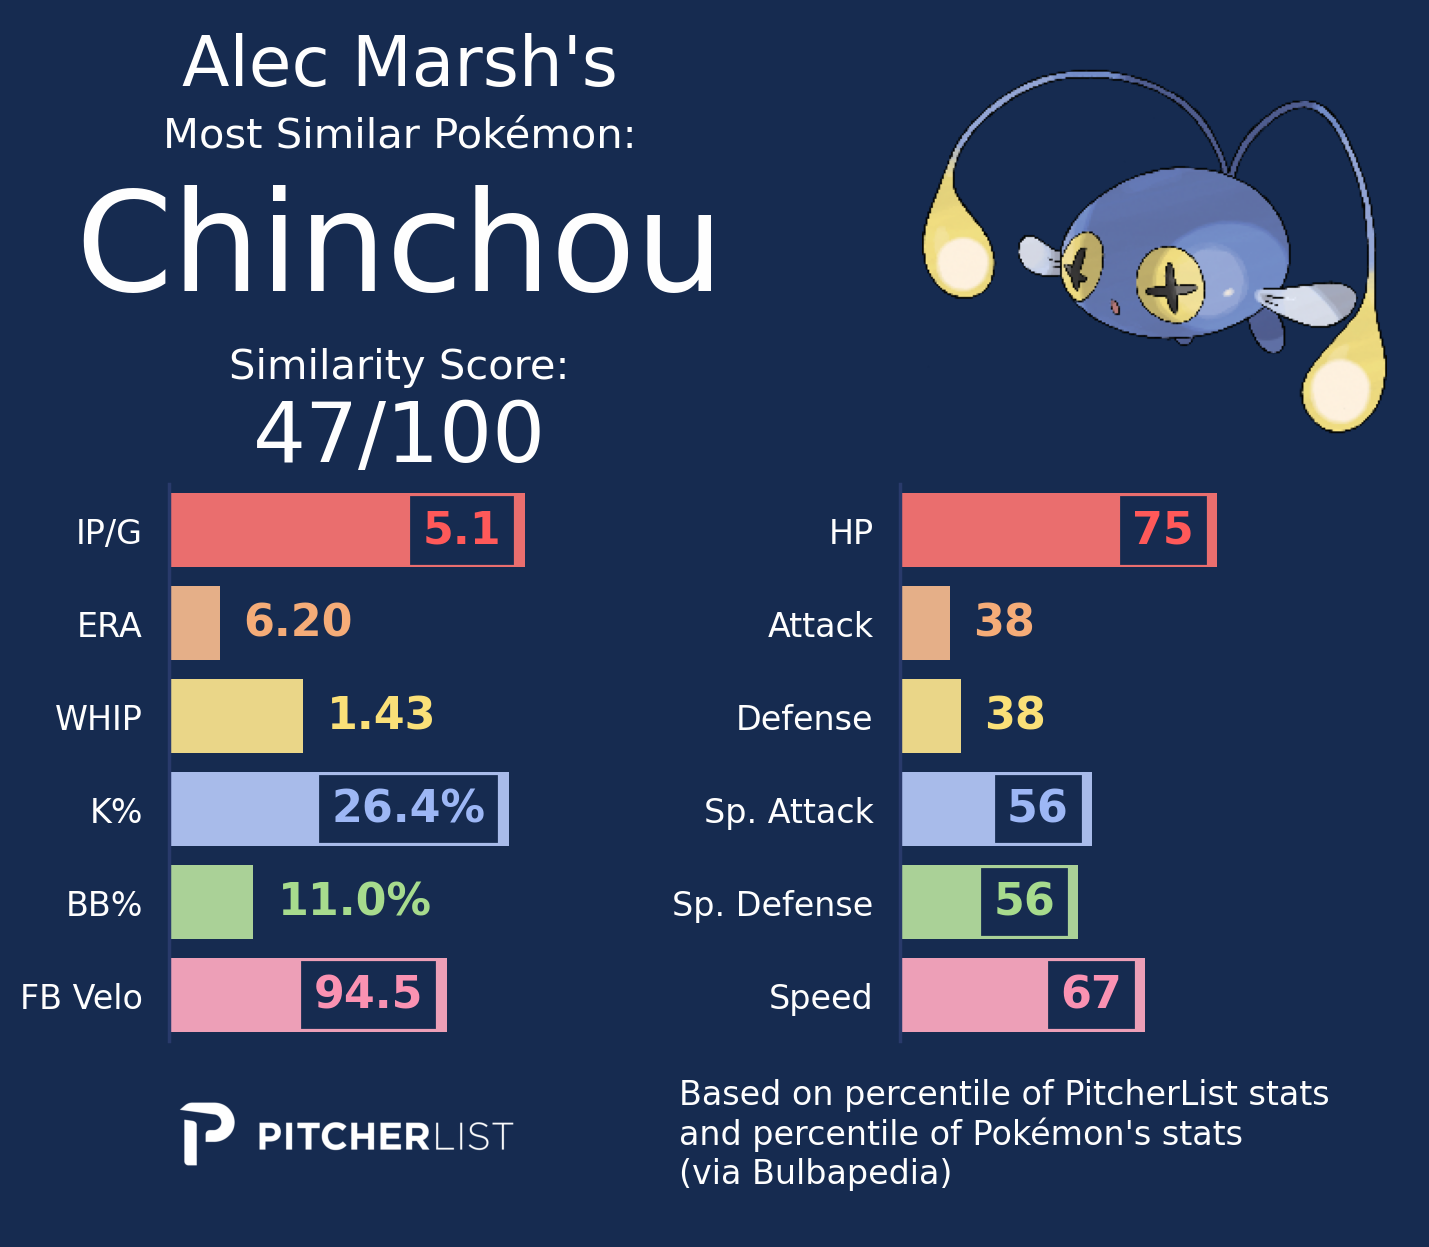 Alec Marsh's
Most Similar Pokémon:
Chinchou
Similarity Score:
47/100
IP/G 5.1
ERA 6.20
WHIP 1.43
K% 26.4%
BB% 11.0%
FB Velo 94.5
HP 75
Attack 38
Defense 38
Sp. Attack 56
Sp. Defense 56
Speed 67
PITCHERLIST
Based on percentile of PitcherList stats
and percentile of Pokémon's stats
(via Bulbapedia)